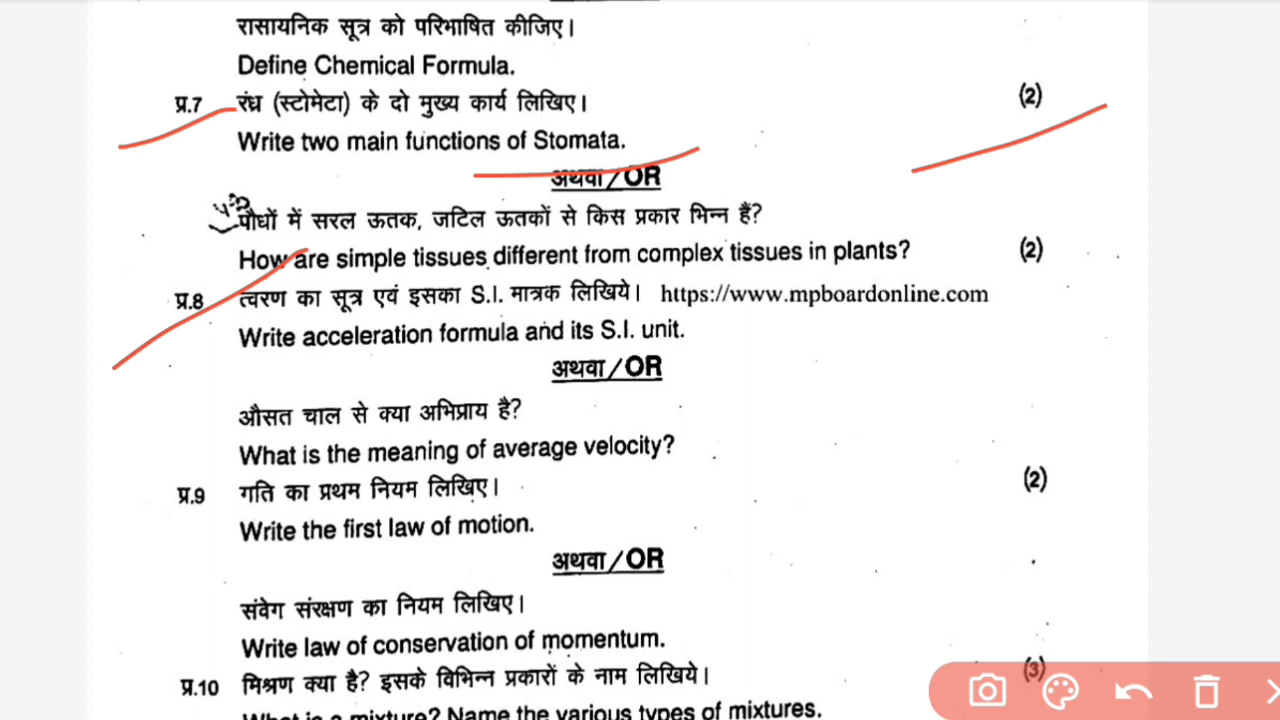 रासायनिक सूत्र को परिभाषित कीजिए।
Define Chemical Formula.
प्र.7 रंध्र (स्टोमेटा) के दो मुख्य कार्य लिखिए। (2)
Write two main functions of Stomata.
अथवा/OR
पौधों में सरल ऊतक, जटिल ऊतकों से किस प्रकार भिन्न हैं?
How are simple tissues different from complex tissues in plants? (2)
प्र.8 त्वरण का सूत्र एवं इसका S.I. मात्रक लिखिये। https://www.mpboardonline.com
Write acceleration formula and its S.I. unit.
अथवा/OR
औसत चाल से क्या अभिप्राय है?
What is the meaning of average velocity?
प्र.9 गति का प्रथम नियम लिखिए। (2)
Write the first law of motion.
अथवा/OR
संवेग संरक्षण का नियम लिखिए।
Write law of conservation of momentum.
प्र.10 मिश्रण क्या है? इसके विभिन्न प्रकारों के नाम लिखिये। (3)
What is a mixture? Name the various types of mixtures.